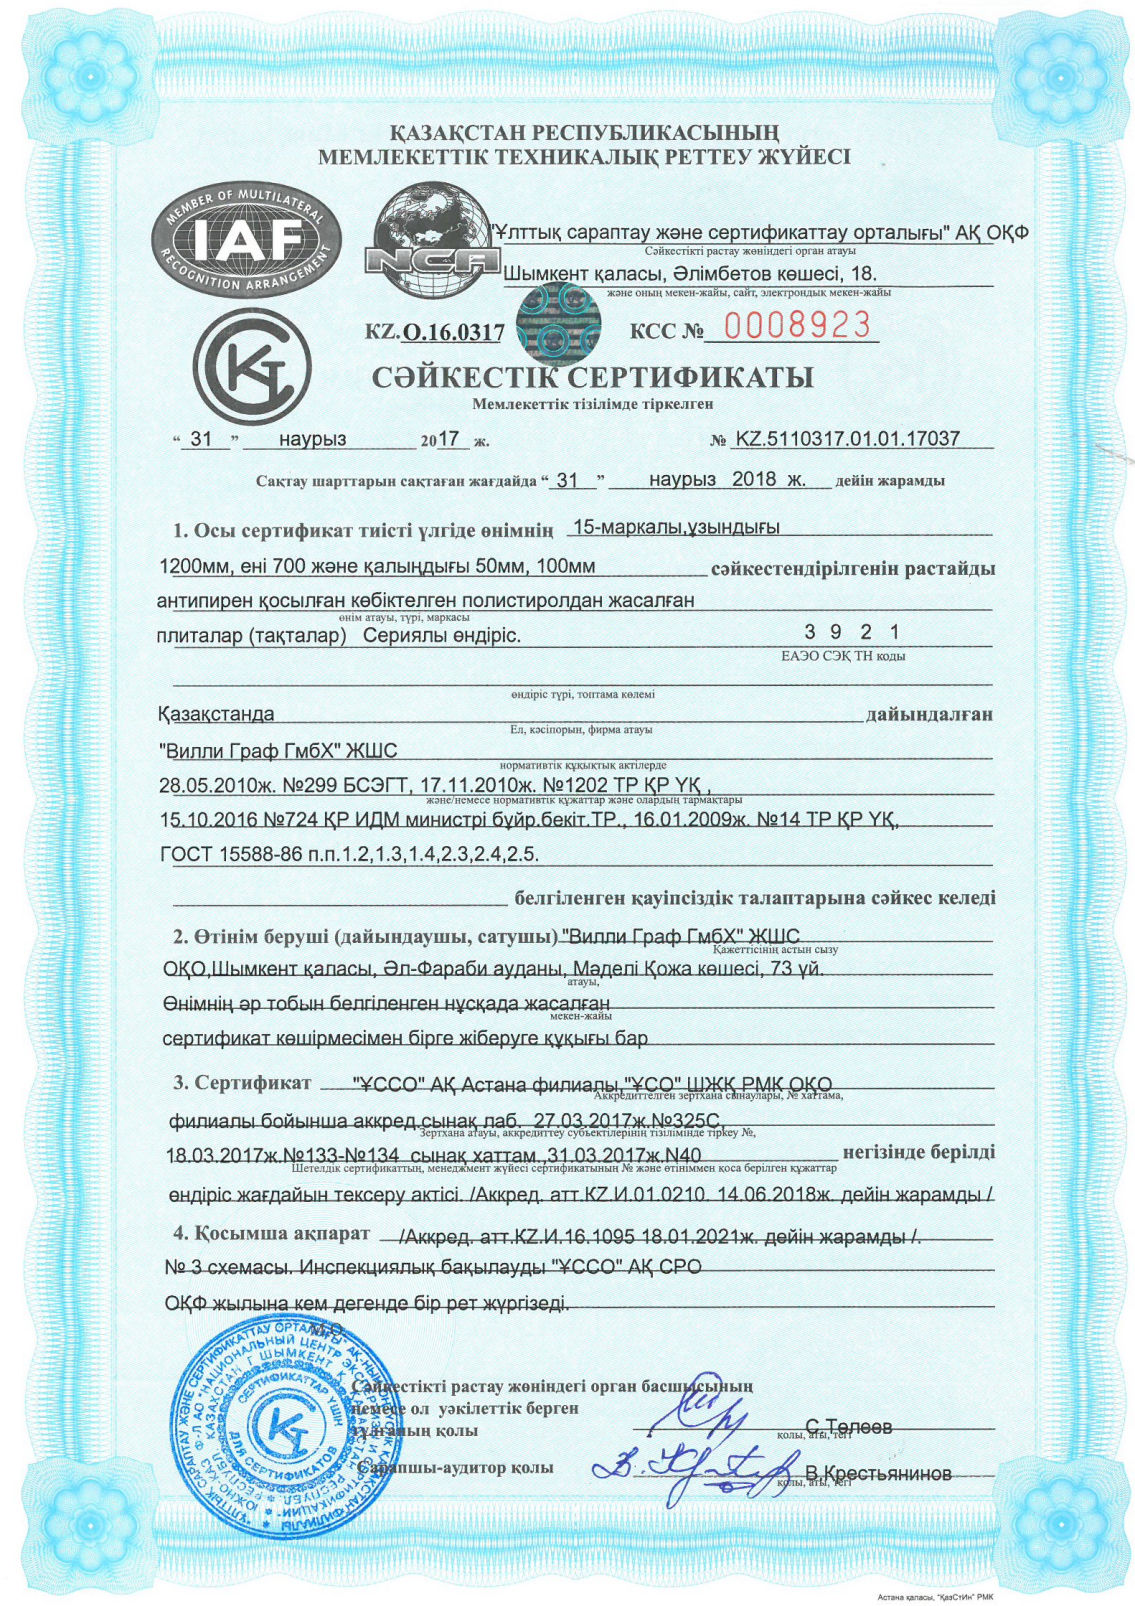 ҚАЗАҚСТАН РЕСПУБЛИКАСЫНЫҢ
МЕМЛЕКЕТТІК ТЕХНИКАЛЫҚ РЕТТЕУ ЖҮЙЕСІ
MEMBER OF MULTILATERAL
IAF
RECOGNITION ARRANGEMENT
NCA
"Ұлттық сараптау және сертификаттау орталығы" АҚ ОҚФ
Сәйкестікті растау жөніндегі орган атауы
Шымкент қаласы, Әлімбетов көшесі, 18.
және оның мекен-жайы, сайт, электрондық мекен-жайы
KZ.О.16.0317
КСС № 0008923
СӘЙКЕСТІК СЕРТИФИКАТЫ
Мемлекеттік тізілімде тіркелген
“ 31 ” наурыз 2017 ж.
№ KZ.5110317.01.01.17037
Сақтау шарттарын сақтаған жағдайда “ 31 ” наурыз 2018 ж. дейін жарамды
1. Осы сертификат тиісті үлгіде өнімнің 15-маркалы,ұзындығы
1200мм, ені 700 және қалыңдығы 50мм, 100мм сәйкестендірілгенін растайды
антипирен қосылған көбіктелген полистиролдан жасалған
өнім атауы, түрі, маркасы
плиталар (тақталар) Сериялы өндіріс. 3 9 2 1
ЕАЭО СЭҚ ТН коды
өндіріс түрі, топтама көлемі
Қазақстанда дайындалған
Ел, кәсіпорын, фирма атауы
"Вилли Граф ГмбХ" ЖШС
нормативтік құқықтық актілерде
28.05.2010ж. №299 БСЭГТ, 17.11.2010ж. №1202 ТР ҚР ҮҚ ,
және/немесе нормативтік құжаттар және олардың тармақтары
15.10.2016 №724 ҚР ИДМ министрі бұйр.бекіт.ТР., 16.01.2009ж. №14 ТР ҚР ҮҚ,
ГОСТ 15588-86 п.п.1.2,1.3,1.4,2.3,2.4,2.5.
белгіленген қауіпсіздік талаптарына сәйкес келеді
2. Өтінім беруші (дайындаушы, сатушы) "Вилли Граф ГмбХ" ЖШС
Қажеттісінің астын сызу
ОҚО,Шымкент қаласы, Әл-Фараби ауданы, Мәделі Қожа көшесі, 73 үй.
атауы,
Өнімнің әр тобын белгіленген нұсқада жасалған
мекен-жайы
сертификат көшірмесімен бірге жіберуге құқығы бар
3. Сертификат "ҰССО" АҚ Астана филиалы,"ҰСО" ШЖҚ РМК ОҚО
Аккредиттелген зертхана сынаулары, № хаттама,
филиалы бойынша аккред.сынақ лаб. 27.03.2017ж.№325С,
Зертхана атауы, аккредиттеу субъектілерінің тізілімінде тіркеу №,
18.03.2017ж.№133-№134 сынақ хаттам.,31.03.2017ж.N40 негізінде берілді
Шетелдік сертификаттың, менеджмент жүйесі сертификатының № және өтініммен қоса берілген құжаттар
өндіріс жағдайын тексеру актісі. /Аккред. атт.KZ.И.01.0210. 14.06.2018ж. дейін жарамды /
4. Қосымша ақпарат /Аккред. атт.KZ.И.16.1095 18.01.2021ж. дейін жарамды /.
№ 3 схемасы. Инспекциялық бақылауды "ҰССО" АҚ СРО
ОҚФ жылына кем дегенде бір рет жүргізеді.
М.О.
Сәйкестікті растау жөніндегі орган басшысының
немесе ол уәкілеттік берген
тұлғаның қолы
С.Төлеев
қолы, аты, тегі
Сарапшы-аудитор қолы
В.Крестьянинов
қолы, аты, тегі
СЕРТИФИКАТТАР ҮШІН
ДЛЯ СЕРТИФИКАТОВ
Астана қаласы, "ҚазСтИн" РМК